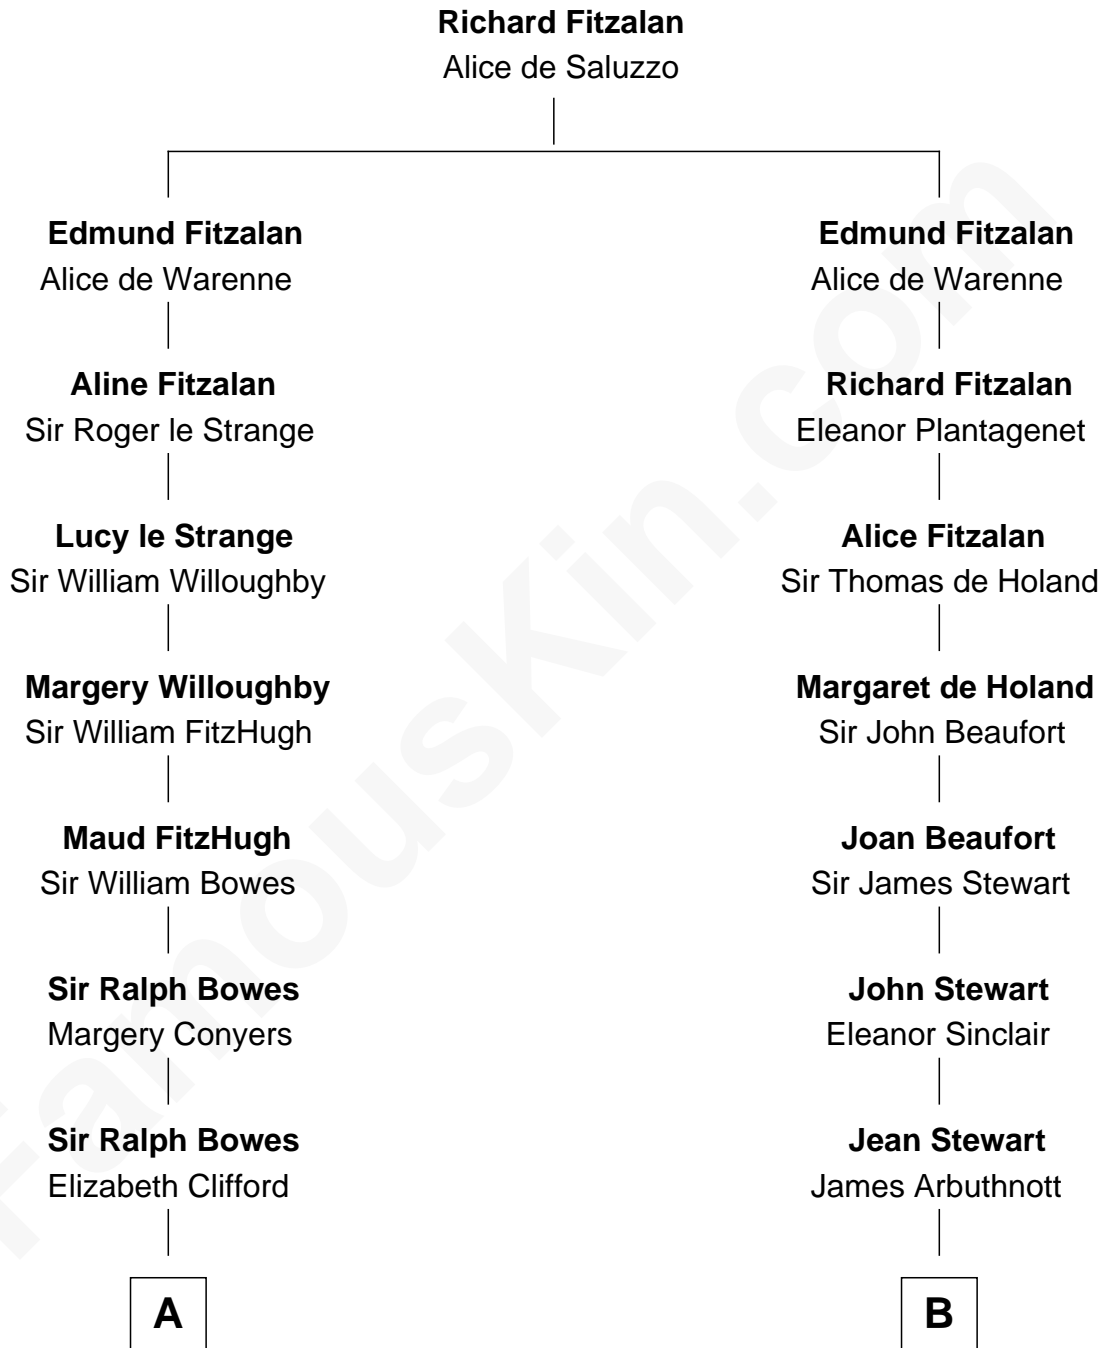 Richard Fitzalan
Alice de Saluzzo
Edmund Fitzalan
Alice de Warenne
Aline Fitzalan
Sir Roger le Strange
Lucy le Strange
Sir William Willoughby
Margery Willoughby
Sir William FitzHugh
Maud FitzHugh
Sir William Bowes
Sir Ralph Bowes
Margery Conyers
Sir Ralph Bowes
Elizabeth Clifford
A
Edmund Fitzalan
Alice de Warenne
Richard Fitzalan
Eleanor Plantagenet
Alice Fitzalan
Sir Thomas de Holand
Margaret de Holand
Sir John Beaufort
Joan Beaufort
Sir James Stewart
John Stewart
Eleanor Sinclair
Jean Stewart
James Arbuthnott
B
FamousKin.com